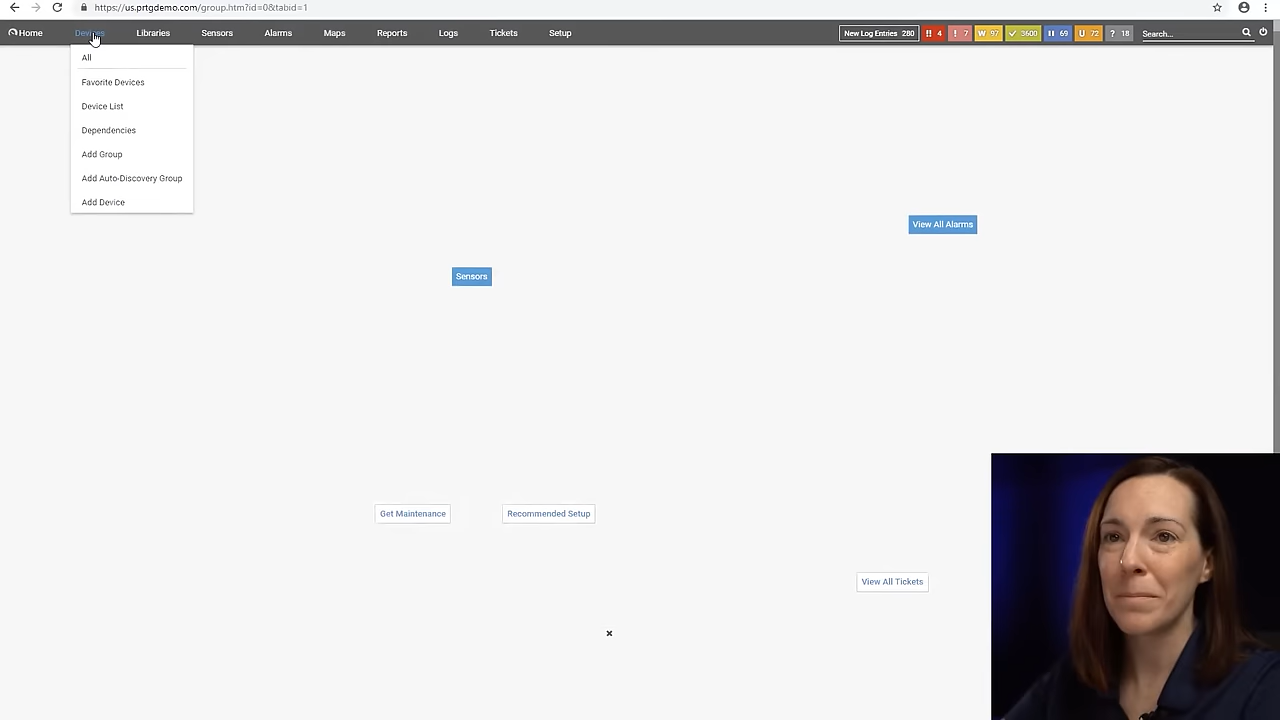 https://us.prtgdemo.com/group.htm?id=0&tabid=1
Home Devices Libraries Sensors Alarms Maps Reports Logs Tickets Setup New Log Entries 280 !! 4 ! 7 W 97 3600 69 U 72 ? 18 Search...
All
Favorite Devices
Device List
Dependencies
Add Group
Add Auto-Discovery Group
Add Device
View All Alarms
Sensors
Get Maintenance Recommended Setup
View All Tickets